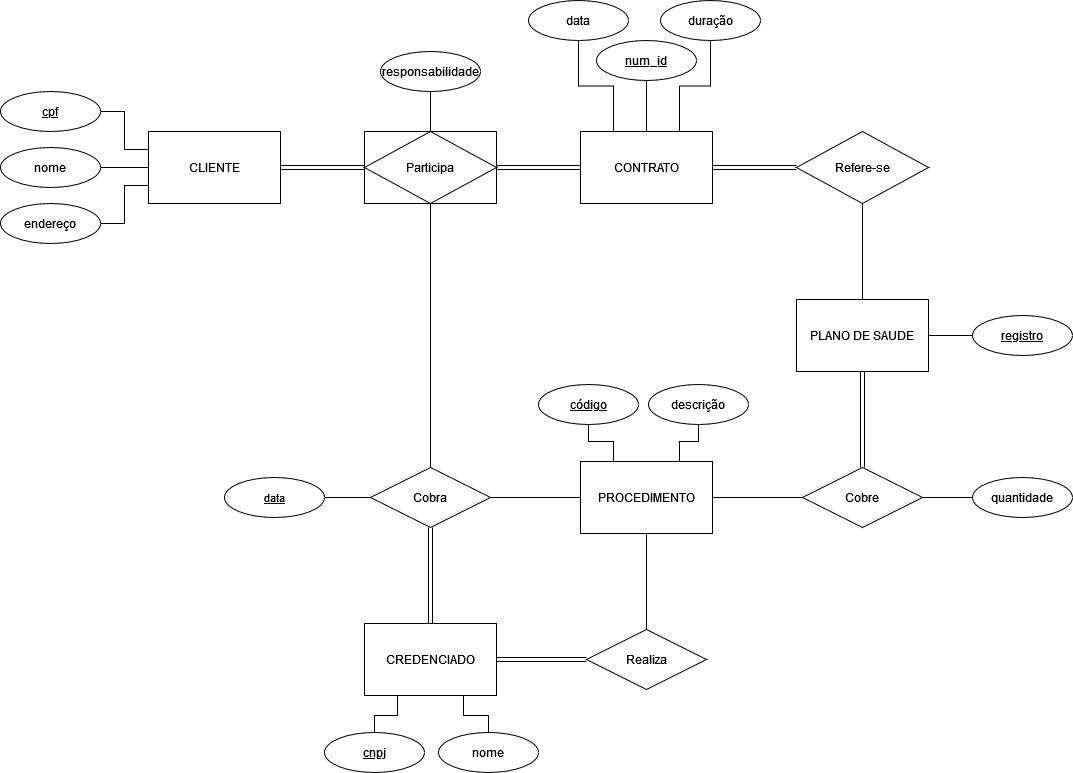 data
duração
num_id
responsabilidade
cpf
nome
endereço
CLIENTE
Participa
CONTRATO
Refere-se
PLANO DE SAUDE
registro
código
descrição
data
Cobra
PROCEDIMENTO
Cobre
quantidade
CREDENCIADO
Realiza
cnpj
nome